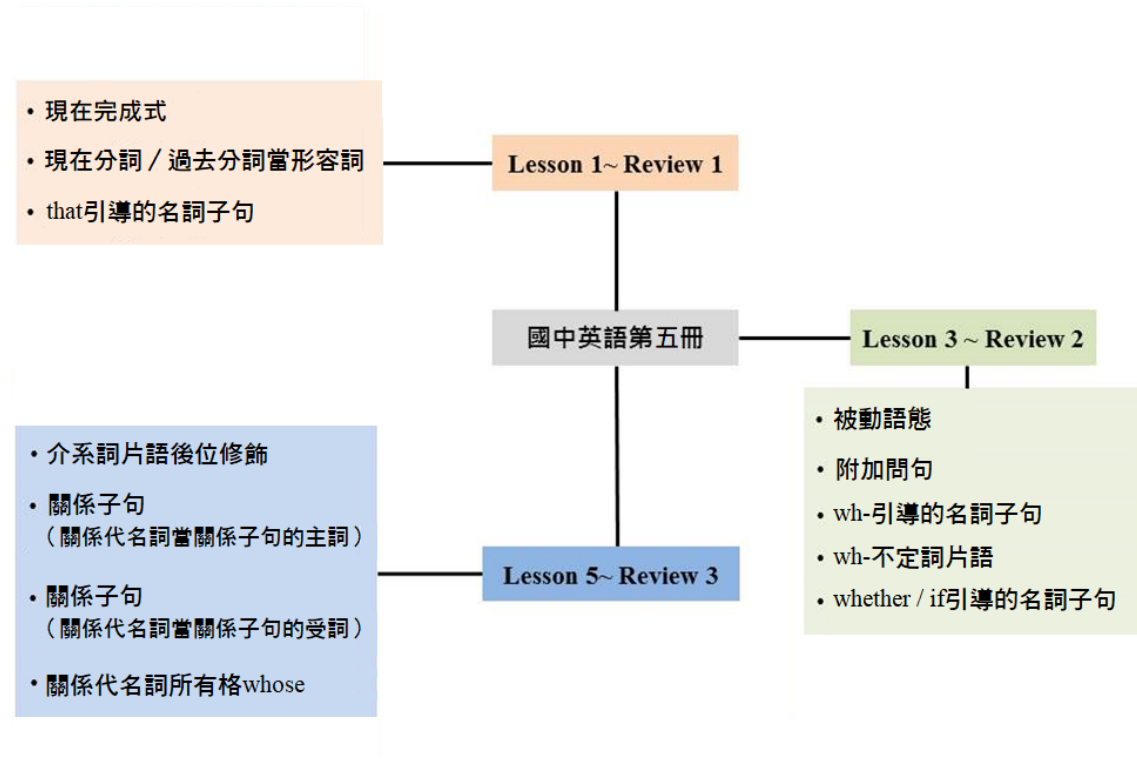 • 現在完成式
• 現在分詞／過去分詞當形容詞
• that引導的名詞子句
Lesson 1~ Review 1
國中英語第五冊
Lesson 3 ~ Review 2
• 被動語態
• 附加問句
• wh-引導的名詞子句
• wh-不定詞片語
• whether / if引導的名詞子句
Lesson 5~ Review 3
• 介系詞片語後位修飾
• 關係子句
（關係代名詞當關係子句的主詞）
• 關係子句
（關係代名詞當關係子句的受詞）
• 關係代名詞所有格whose